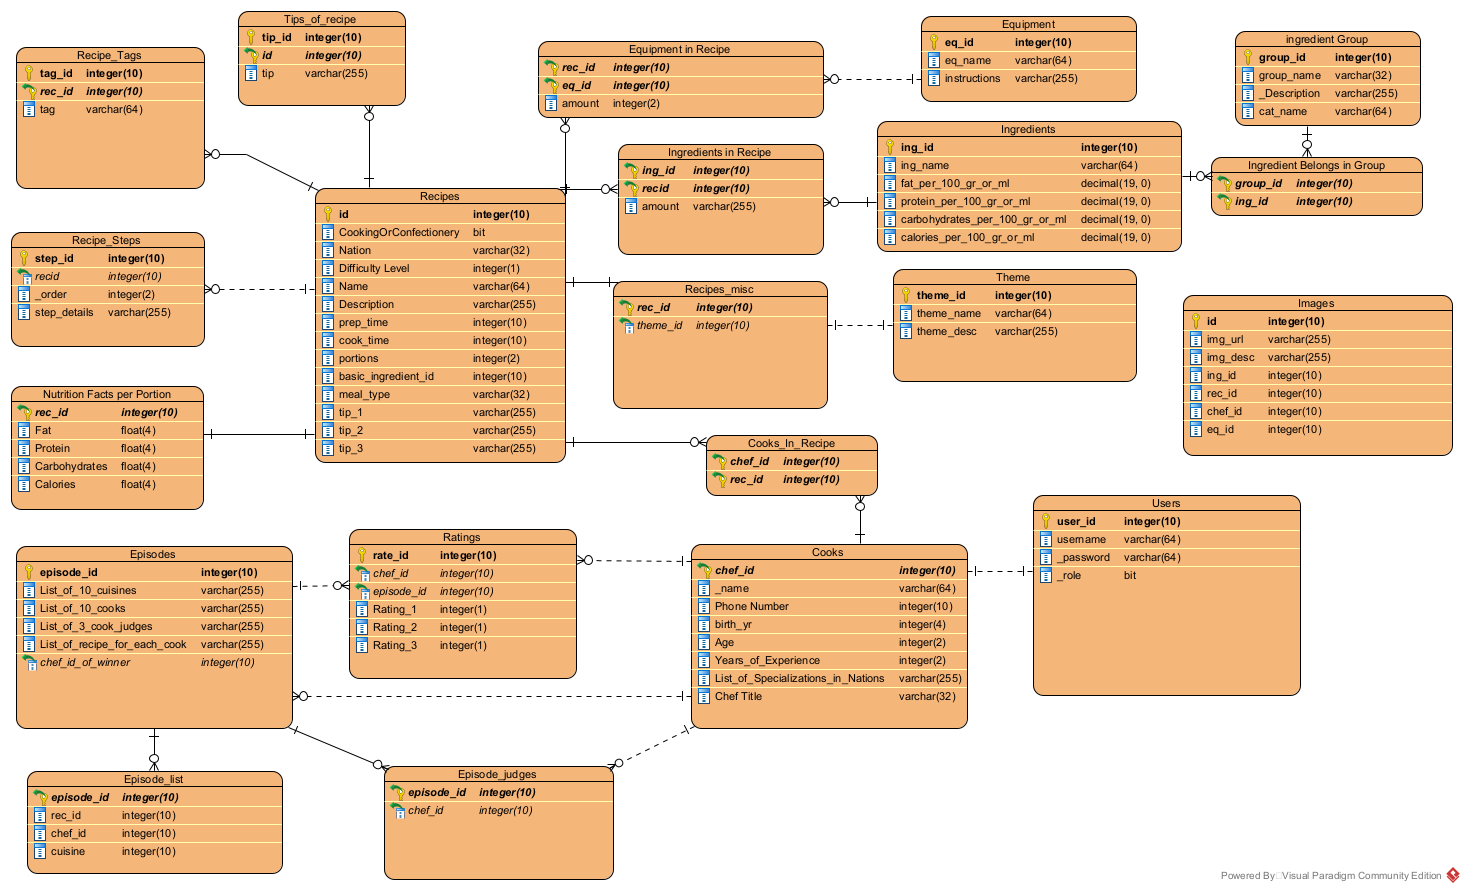 Tips_of_recipe
tip_id integer(10)
id integer(10)
tip varchar(255)
Recipe_Tags
tag_id integer(10)
rec_id integer(10)
tag varchar(64)
Equipment in Recipe
rec_id integer(10)
eq_id integer(10)
amount integer(2)
Equipment
eq_id integer(10)
eq_name varchar(64)
instructions varchar(255)
ingredient Group
group_id integer(10)
group_name varchar(32)
_Description varchar(255)
cat_name varchar(64)
Ingredients in Recipe
ing_id integer(10)
recid integer(10)
amount varchar(255)
Ingredients
ing_id integer(10)
ing_name varchar(64)
fat_per_100_gr_or_ml decimal(19, 0)
protein_per_100_gr_or_ml decimal(19, 0)
carbohydrates_per_100_gr_or_ml decimal(19, 0)
calories_per_100_gr_or_ml decimal(19, 0)
Ingredient Belongs in Group
group_id integer(10)
ing_id integer(10)
Recipes
id integer(10)
CookingOrConfectionery bit
Nation varchar(32)
Difficulty Level integer(1)
Name varchar(64)
Description varchar(255)
prep_time integer(10)
cook_time integer(10)
portions integer(2)
basic_ingredient_id integer(10)
meal_type varchar(32)
tip_1 varchar(255)
tip_2 varchar(255)
tip_3 varchar(255)
Recipe_Steps
step_id integer(10)
recid integer(10)
_order integer(2)
step_details varchar(255)
Recipes_misc
rec_id integer(10)
theme_id integer(10)
Theme
theme_id integer(10)
theme_name varchar(64)
theme_desc varchar(255)
Images
id integer(10)
img_url varchar(255)
img_desc varchar(255)
ing_id integer(10)
rec_id integer(10)
chef_id integer(10)
eq_id integer(10)
Nutrition Facts per Portion
rec_id integer(10)
Fat float(4)
Protein float(4)
Carbohydrates float(4)
Calories float(4)
Cooks_In_Recipe
chef_id integer(10)
rec_id integer(10)
Users
user_id integer(10)
username varchar(64)
_password varchar(64)
_role bit
Episodes
episode_id integer(10)
List_of_10_cuisines varchar(255)
List_of_10_cooks varchar(255)
List_of_3_cook_judges varchar(255)
List_of_recipe_for_each_cook varchar(255)
chef_id_of_winner integer(10)
Ratings
rate_id integer(10)
chef_id integer(10)
episode_id integer(10)
Rating_1 integer(1)
Rating_2 integer(1)
Rating_3 integer(1)
Cooks
chef_id integer(10)
_name varchar(64)
Phone Number integer(10)
birth_yr integer(4)
Age integer(2)
Years_of_Experience integer(2)
List_of_Specializations_in_Nations varchar(255)
Chef Title varchar(32)
Episode_list
episode_id integer(10)
rec_id integer(10)
chef_id integer(10)
cuisine integer(10)
Episode_judges
episode_id integer(10)
chef_id integer(10)
Powered By Visual Paradigm Community Edition